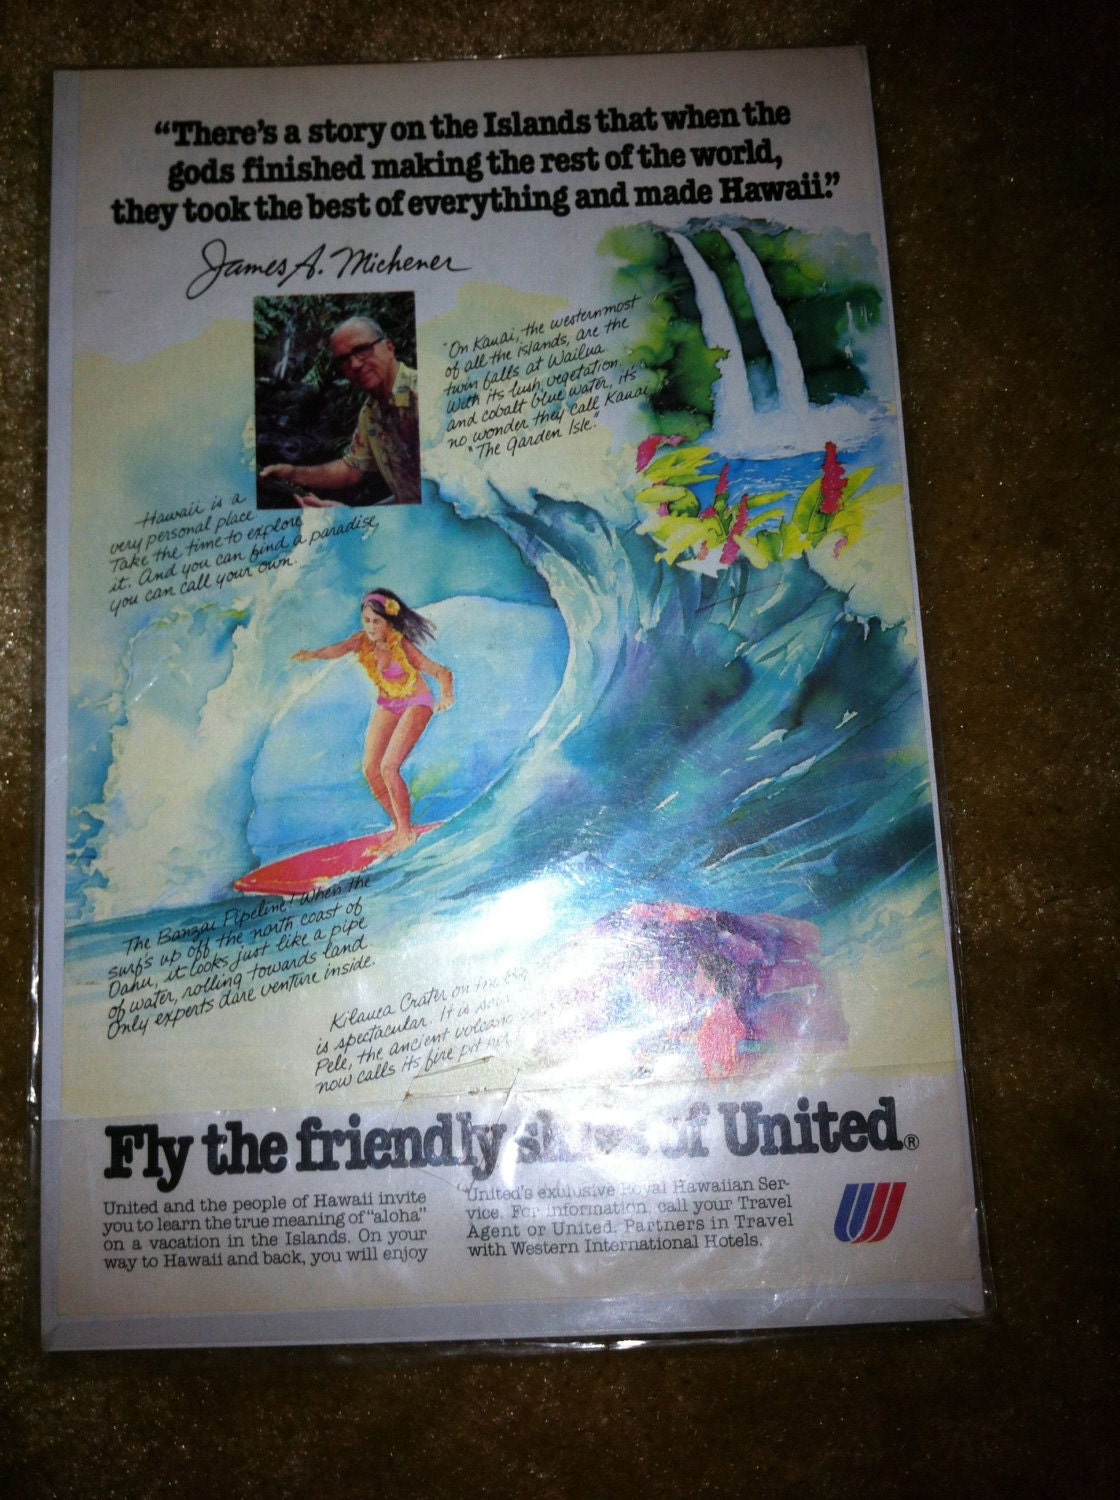 “There’s a story on the Islands that when the
gods finished making the rest of the world,
they took the best of everything and made Hawaii.”
James A. Michener
"On Kauai, the westernmost
of all the islands, are the
twin falls at Wailua.
With its lush vegetation
and cobalt blue water, it's
no wonder they call Kauai
"The Garden Isle."
Hawaii is a
very personal place
Take the time to explore
it. And you can find a paradise
you can call your own.
The Banzai Pipeline! When the
surf's up off the north coast of
Oahu, it looks just like a pipe
of water, rolling towards land.
Only experts dare venture inside.
Kilauea Crater on the
is spectacular. It is
Pele, the ancient volcano
now calls its fire pit her
Fly the friendly of United.®
United and the people of Hawaii invite
you to learn the true meaning of “aloha”
on a vacation in the Islands. On your
way to Hawaii and back, you will enjoy
United’s exclusive Royal Hawaiian Ser-
vice. For information, call your Travel
Agent or United. Partners in Travel
with Western International Hotels.